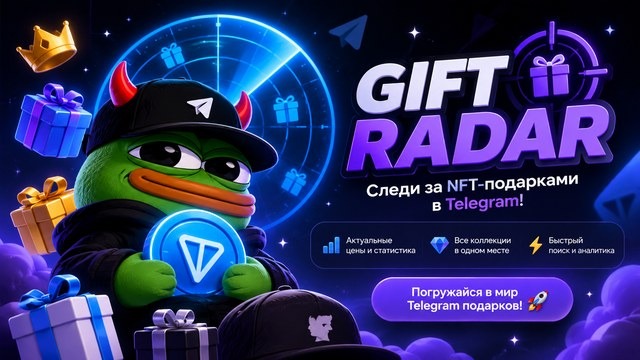 GIFT
RADAR
Следи за NFT-подарками
в Telegram!
Актуальные
цены и статистика
Все коллекции
в одном месте
Быстрый
поиск и аналитика
Погружайся в мир
Telegram подарков!